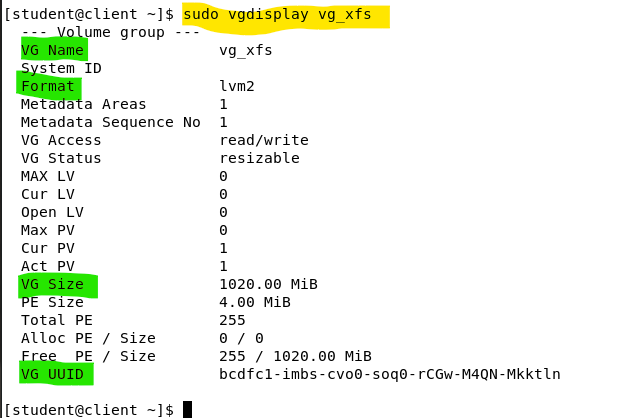 [student@client ~]$ sudo vgdisplay vg_xfs
--- Volume group ---
VG Name vg_xfs
System ID
Format lvm2
Metadata Areas 1
Metadata Sequence No 1
VG Access read/write
VG Status resizable
MAX LV 0
Cur LV 0
Open LV 0
Max PV 0
Cur PV 1
Act PV 1
VG Size 1020.00 MiB
PE Size 4.00 MiB
Total PE 255
Alloc PE / Size 0 / 0
Free  PE / Size 255 / 1020.00 MiB
VG UUID bcdfc1-imbs-cvo0-soq0-rCGw-M4QN-Mkktln
[student@client ~]$